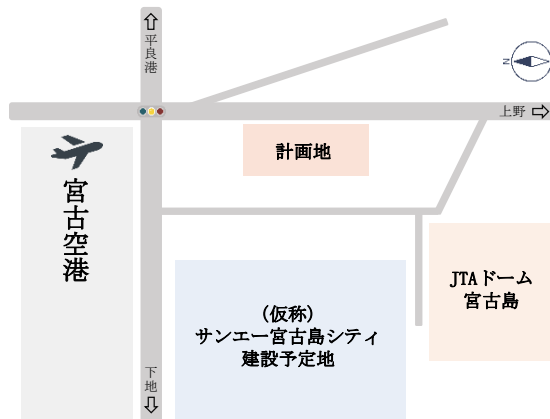 平良港
N
上野
計画地
宮古空港
JTAドーム
宮古島
(仮称)
サンエー宮古島シティ
建設予定地
下地